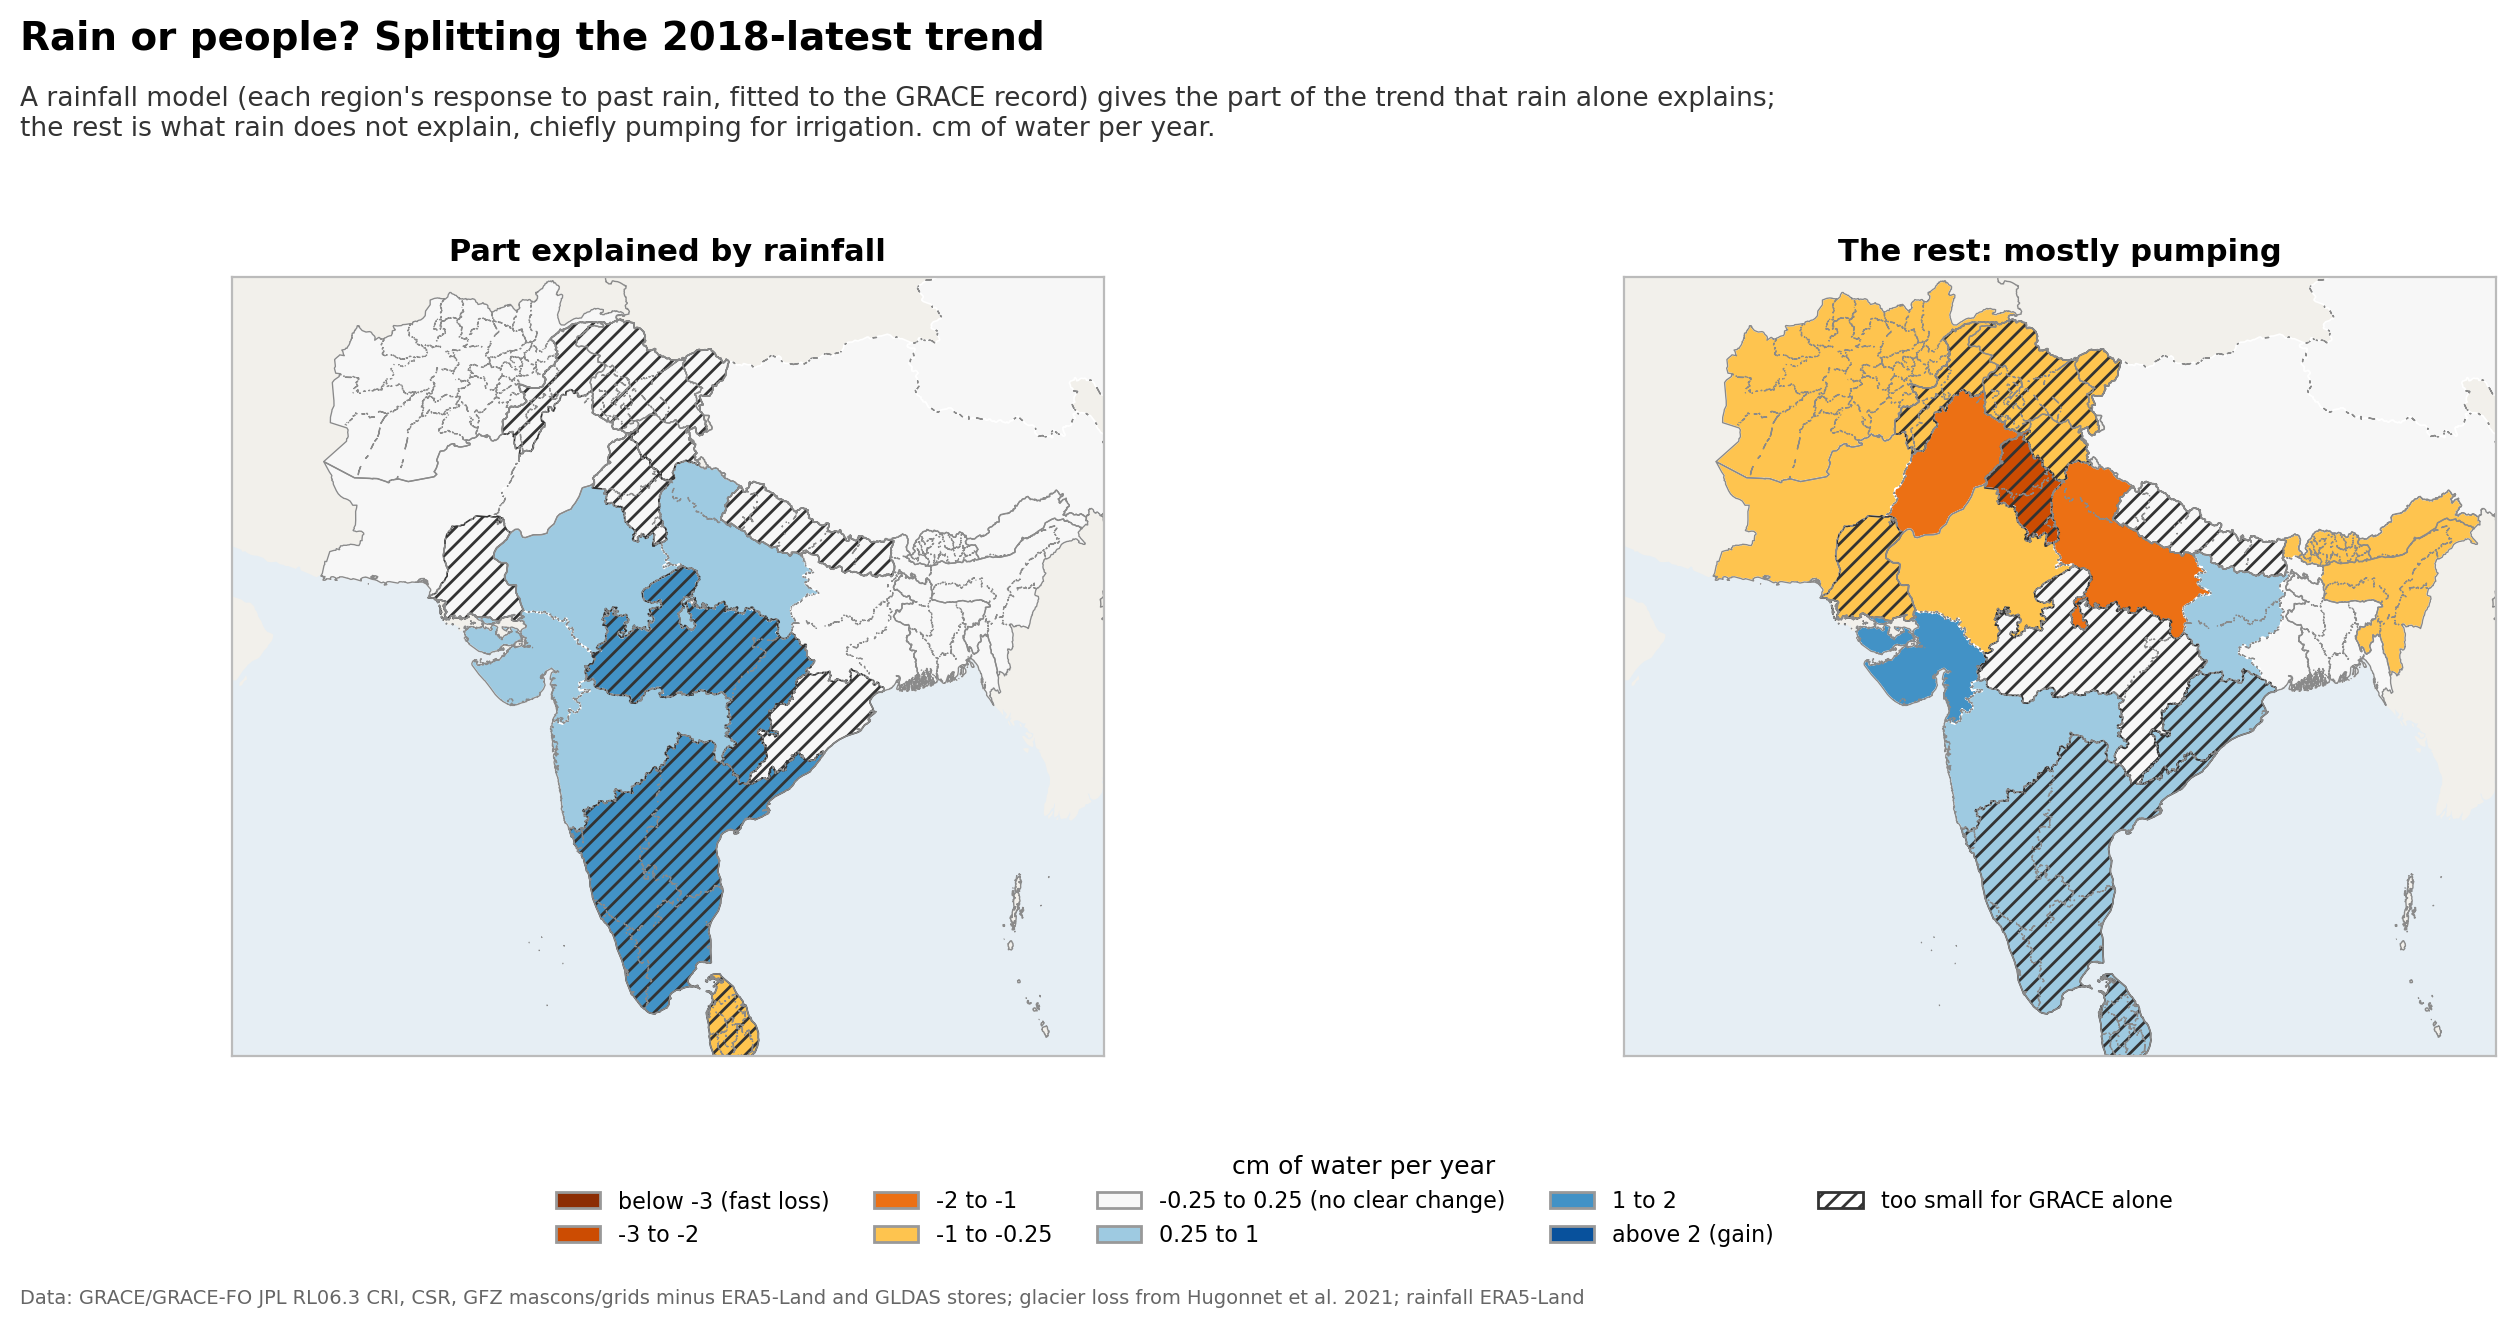 Rain or people? Splitting the 2018-latest trend
A rainfall model (each region's response to past rain, fitted to the GRACE record) gives the part of the trend that rain alone explains;
the rest is what rain does not explain, chiefly pumping for irrigation. cm of water per year.
Part explained by rainfall
The rest: mostly pumping
cm of water per year
below -3 (fast loss)
-3 to -2
-2 to -1
-1 to -0.25
-0.25 to 0.25 (no clear change)
0.25 to 1
1 to 2
above 2 (gain)
too small for GRACE alone
Data: GRACE/GRACE-FO JPL RL06.3 CRI, CSR, GFZ mascons/grids minus ERA5-Land and GLDAS stores; glacier loss from Hugonnet et al. 2021; rainfall ERA5-Land